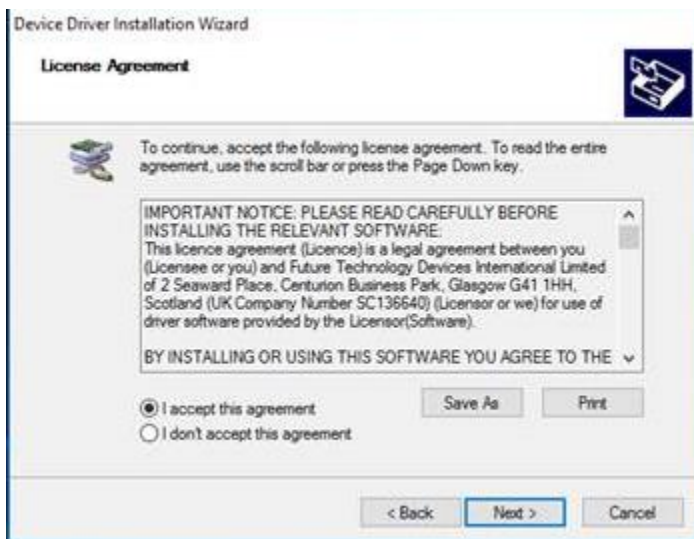 Device Driver Installation Wizard
License Agreement
To continue, accept the following license agreement. To read the entire
agreement, use the scroll bar or press the Page Down key.
IMPORTANT NOTICE: PLEASE READ CAREFULLY BEFORE
INSTALLING THE RELEVANT SOFTWARE:
This licence agreement (Licence) is a legal agreement between you
(Licensee or you) and Future Technology Devices International Limited
of 2 Seaward Place, Centurion Business Park, Glasgow G41 1HH,
Scotland (UK Company Number SC136640) (Licensor or we) for use of
driver software provided by the Licensor(Software).
BY INSTALLING OR USING THIS SOFTWARE YOU AGREE TO THE
I accept this agreement
Save As
Print
I don't accept this agreement
< Back
Next >
Cancel